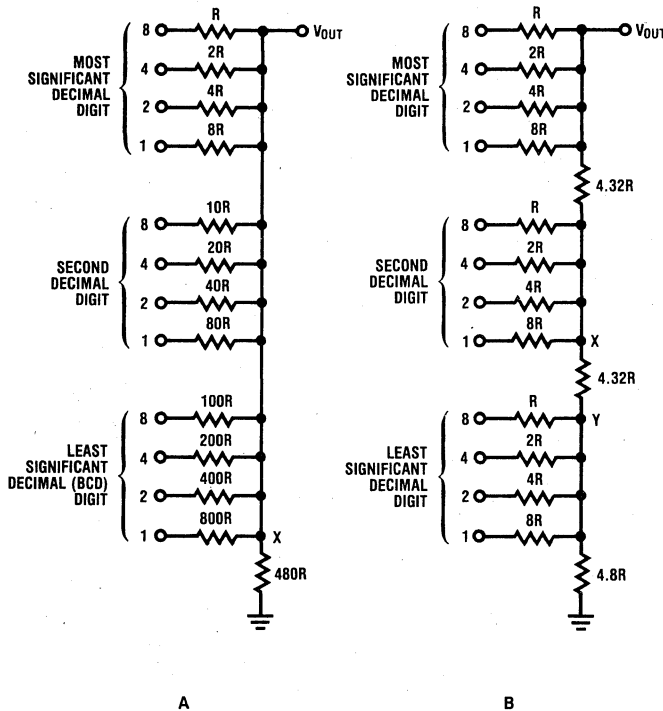 R
8
V_OUT
2R
MOST
SIGNIFICANT
DECIMAL
DIGIT
4
4R
2
8R
1
10R
8
20R
SECOND
DECIMAL
DIGIT
4
40R
2
80R
1
100R
8
200R
LEAST
SIGNIFICANT
DECIMAL (BCD)
DIGIT
4
400R
2
800R
1
X
480R
A
R
8
V_OUT
2R
MOST
SIGNIFICANT
DECIMAL
DIGIT
4
4R
2
8R
1
4.32R
R
8
2R
SECOND
DECIMAL
DIGIT
4
4R
2
8R
1
X
4.32R
R
8
Y
2R
LEAST
SIGNIFICANT
DECIMAL
DIGIT
4
4R
2
8R
1
4.8R
B